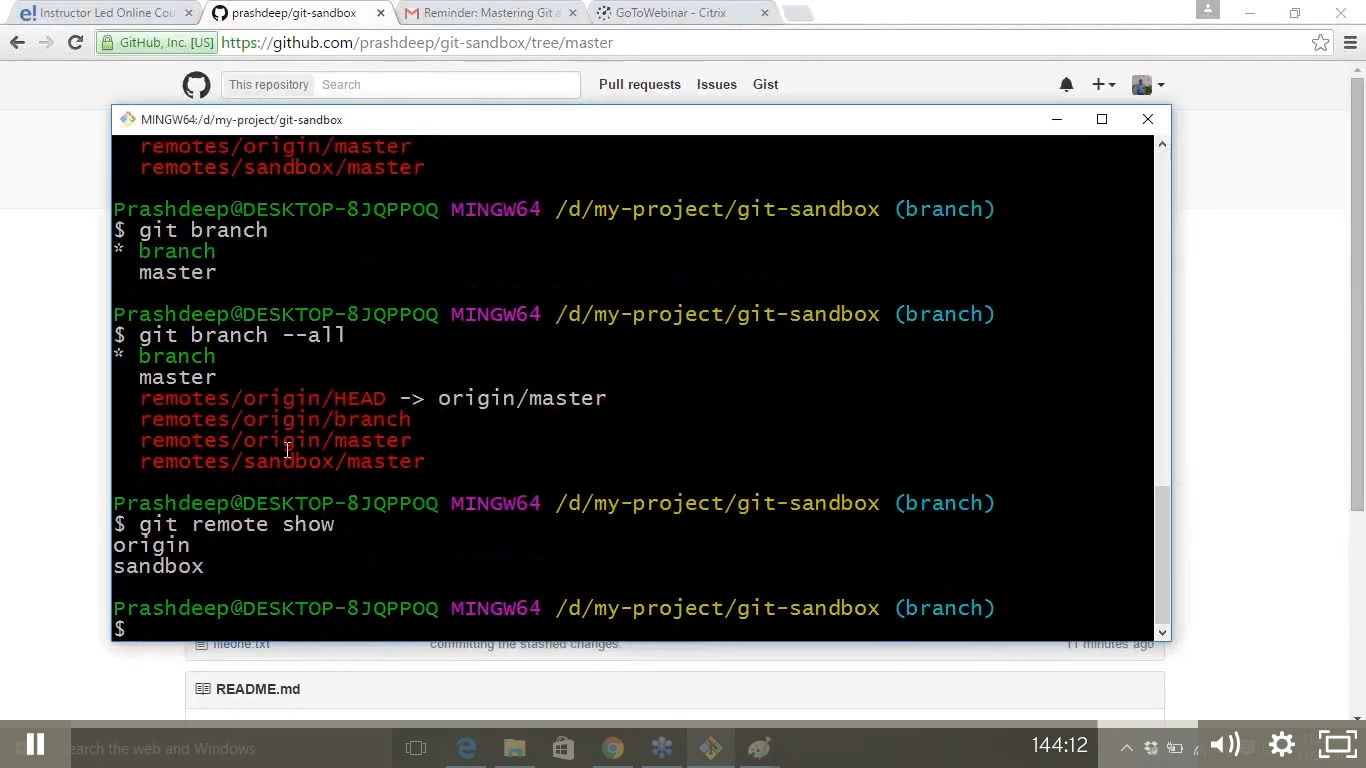 Instructor Led Online Cou
prashdeep/git-sandbox
Reminder: Mastering Git a
GoToWebinar - Citrix
GitHub, Inc. [US]
https://github.com/prashdeep/git-sandbox/tree/master
This repository
Search
Pull requests
Issues
Gist
MINGW64:/d/my-project/git-sandbox
remotes/origin/master
remotes/sandbox/master
Prashdeep@DESKTOP-8JQPPOQ MINGW64 /d/my-project/git-sandbox (branch)
$ git branch
* branch
master
Prashdeep@DESKTOP-8JQPPOQ MINGW64 /d/my-project/git-sandbox (branch)
$ git branch --all
* branch
master
remotes/origin/HEAD -> origin/master
remotes/origin/branch
remotes/origin/master
remotes/sandbox/master
Prashdeep@DESKTOP-8JQPPOQ MINGW64 /d/my-project/git-sandbox (branch)
$ git remote show
origin
sandbox
Prashdeep@DESKTOP-8JQPPOQ MINGW64 /d/my-project/git-sandbox (branch)
$
fileone.txt
committing the stashed changes.
11 minutes ago
README.md
earch the web and Windows
144:12